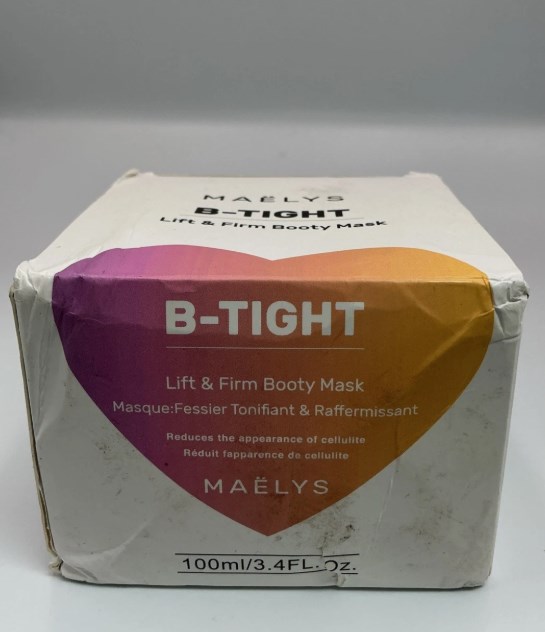 MAËLYS
B-TIGHT
Lift & Firm Booty Mask
B-TIGHT
Lift & Firm Booty Mask
Masque:Fessier Tonifiant & Raffermissant
Reduces the appearance of cellulite
Réduit fapparence de cellulite
MAËLYS
100ml/3.4FL.Oz.